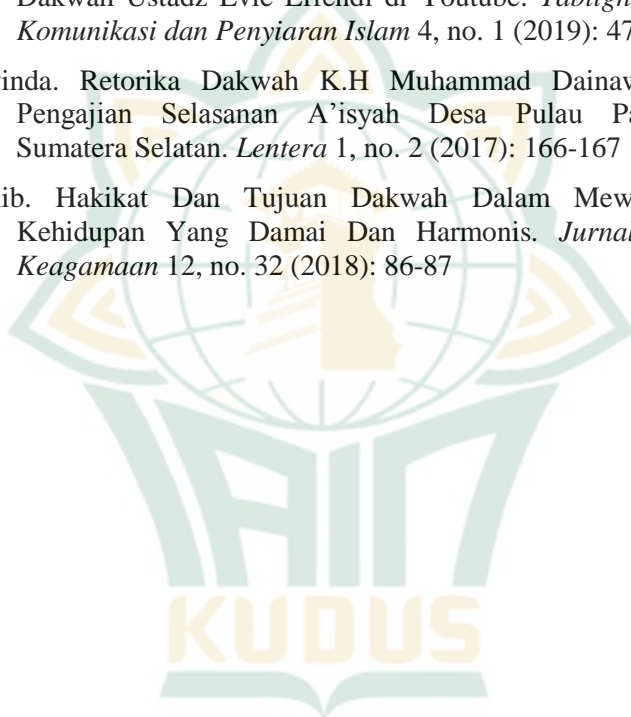 Dakwah Ustadz Evie Effendi di Youtube. Tabligh
Komunikasi dan Penyiaran Islam 4, no. 1 (2019): 47
inda. Retorika Dakwah K.H Muhammad Dainaw
Pengajian Selasanan A'isyah Desa Pulau Pa
Sumatera Selatan. Lentera 1, no. 2 (2017): 166-167
ib. Hakikat Dan Tujuan Dakwah Dalam Mew
Kehidupan Yang Damai Dan Harmonis. Jurnal
Keagamaan 12, no. 32 (2018): 86-87
IAIN
KUDUS